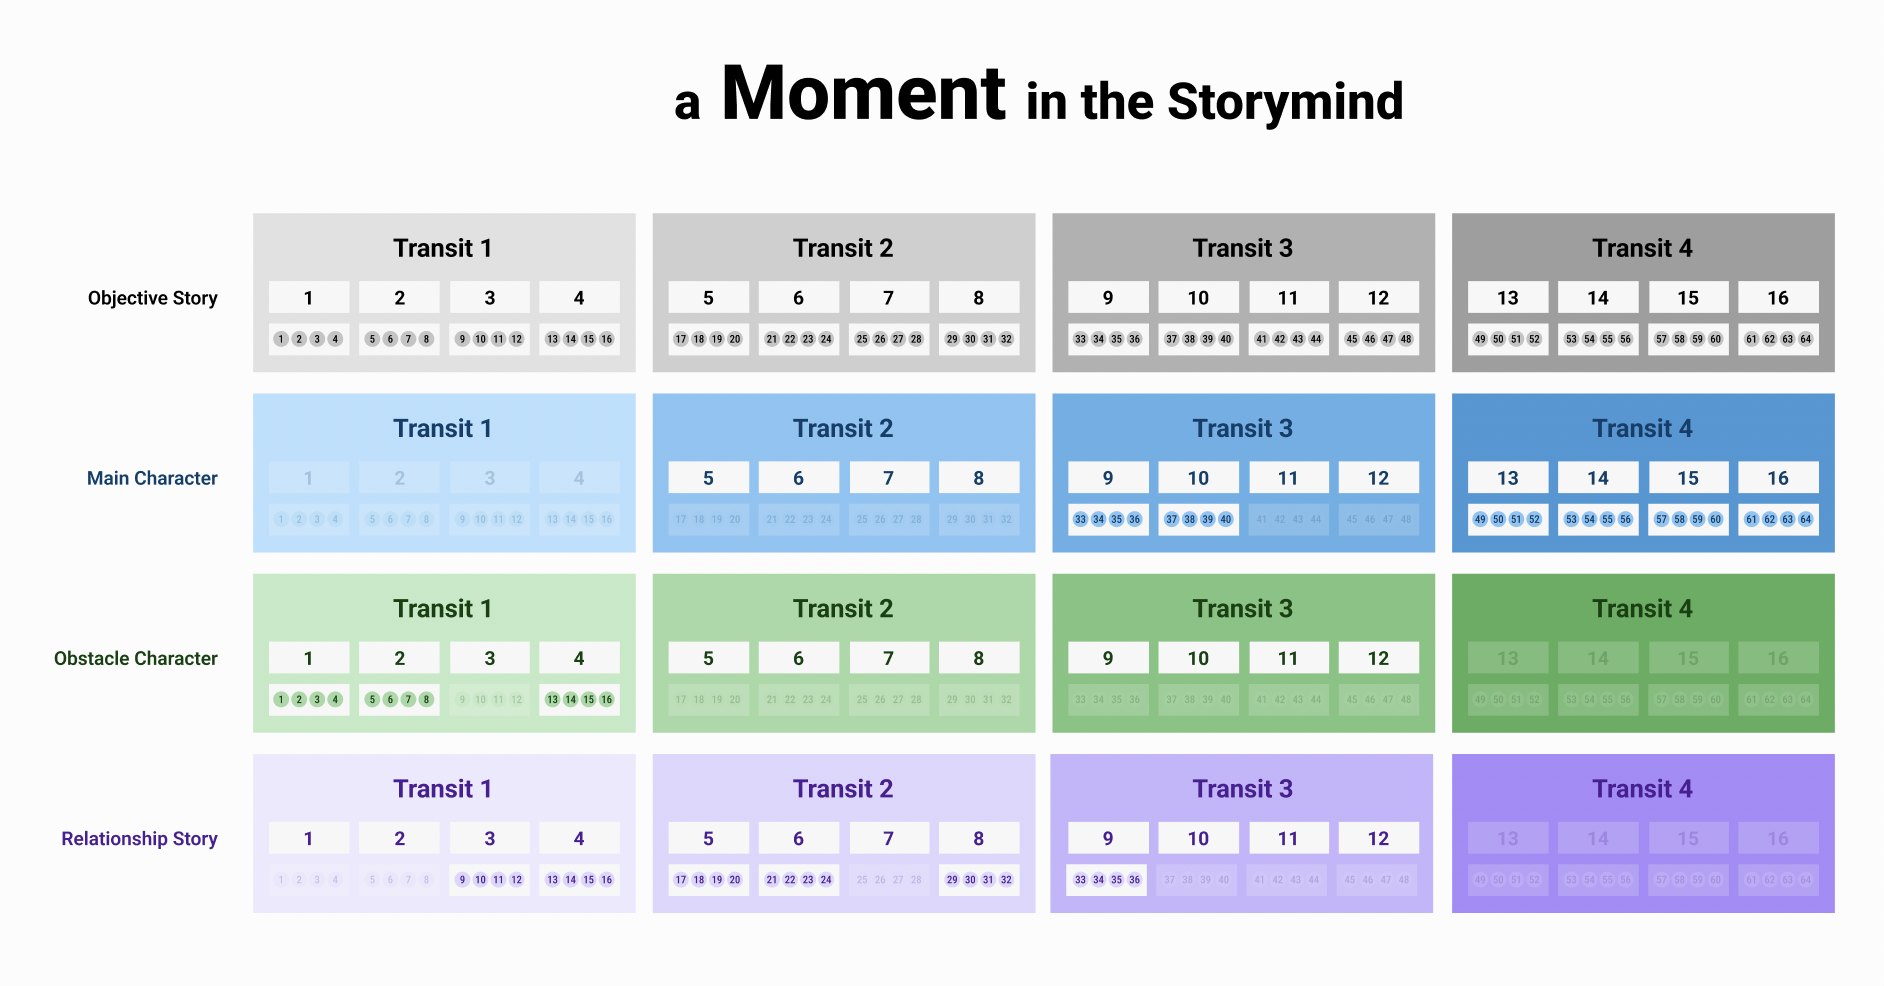 a Moment in the Storymind
Transit 1 Transit 2 Transit 3 Transit 4
Objective Story 1 2 3 4 5 6 7 8 9 10 11 12 13 14 15 16
1 2 3 4 5 6 7 8 9 10 11 12 13 14 15 16 17 18 19 20 21 22 23 24 25 26 27 28 29 30 31 32 33 34 35 36 37 38 39 40 41 42 43 44 45 46 47 48 49 50 51 52 53 54 55 56 57 58 59 60 61 62 63 64
Transit 1 Transit 2 Transit 3 Transit 4
Main Character 1 2 3 4 5 6 7 8 9 10 11 12 13 14 15 16
1 2 3 4 5 6 7 8 9 10 11 12 13 14 15 16 17 18 19 20 21 22 23 24 25 26 27 28 29 30 31 32 33 34 35 36 37 38 39 40 41 42 43 44 45 46 47 48 49 50 51 52 53 54 55 56 57 58 59 60 61 62 63 64
Transit 1 Transit 2 Transit 3 Transit 4
Obstacle Character 1 2 3 4 5 6 7 8 9 10 11 12 13 14 15 16
1 2 3 4 5 6 7 8 9 10 11 12 13 14 15 16 17 18 19 20 21 22 23 24 25 26 27 28 29 30 31 32 33 34 35 36 37 38 39 40 41 42 43 44 45 46 47 48 49 50 51 52 53 54 55 56 57 58 59 60 61 62 63 64
Transit 1 Transit 2 Transit 3 Transit 4
Relationship Story 1 2 3 4 5 6 7 8 9 10 11 12 13 14 15 16
1 2 3 4 5 6 7 8 9 10 11 12 13 14 15 16 17 18 19 20 21 22 23 24 25 26 27 28 29 30 31 32 33 34 35 36 37 38 39 40 41 42 43 44 45 46 47 48 49 50 51 52 53 54 55 56 57 58 59 60 61 62 63 64